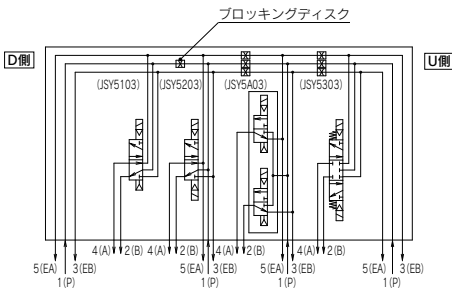 ブロッキングディスク
D側
U側
(JSY5103)
(JSY5203)
(JSY5A03)
(JSY5303)
4(A)
2(B)
4(A)
2(B)
4(A)
2(B)
4(A)
2(B)
5(EA)
3(EB)
5(EA)
3(EB)
5(EA)
3(EB)
5(EA)
3(EB)
1(P)
1(P)
1(P)
1(P)